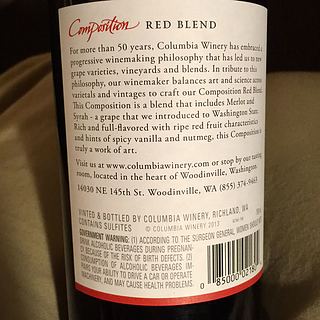 Composition RED BLEND
For more than 50 years, Columbia Winery has embraced a
progressive winemaking philosophy that has led us to new
grape varieties, vineyards and blends. In tribute to this
philosophy, our winemaker balances art and science across
varietals and vintages to craft our Composition Red Blend.
This Composition is a blend that includes Merlot and
Syrah - a grape that we introduced to Washington State.
Rich and full-flavored with ripe red fruit characteristics
and hints of spicy vanilla and nutmeg, this Composition is
truly a work of art.
Visit us at www.columbiawinery.com or stop by our tasting
room, located in the heart of Woodinville, Washington.
14030 NE 145th St. Woodinville, WA (855) 374-9463
VINTED & BOTTLED BY COLUMBIA WINERY, RICHLAND, WA
CONTAINS SULFITES © COLUMBIA WINERY 2013
GOVERNMENT WARNING: (1) ACCORDING TO THE SURGEON GENERAL, WOMEN SHOULD
DRINK ALCOHOLIC BEVERAGES DURING PREGNAN-
CY BECAUSE OF THE RISK OF BIRTH DEFECTS. (2)
CONSUMPTION OF ALCOHOLIC BEVERAGES IM-
PAIRS YOUR ABILITY TO DRIVE A CAR OR OPERATE
MACHINERY, AND MAY CAUSE HEALTH PROBLEMS.
0 85000 02180